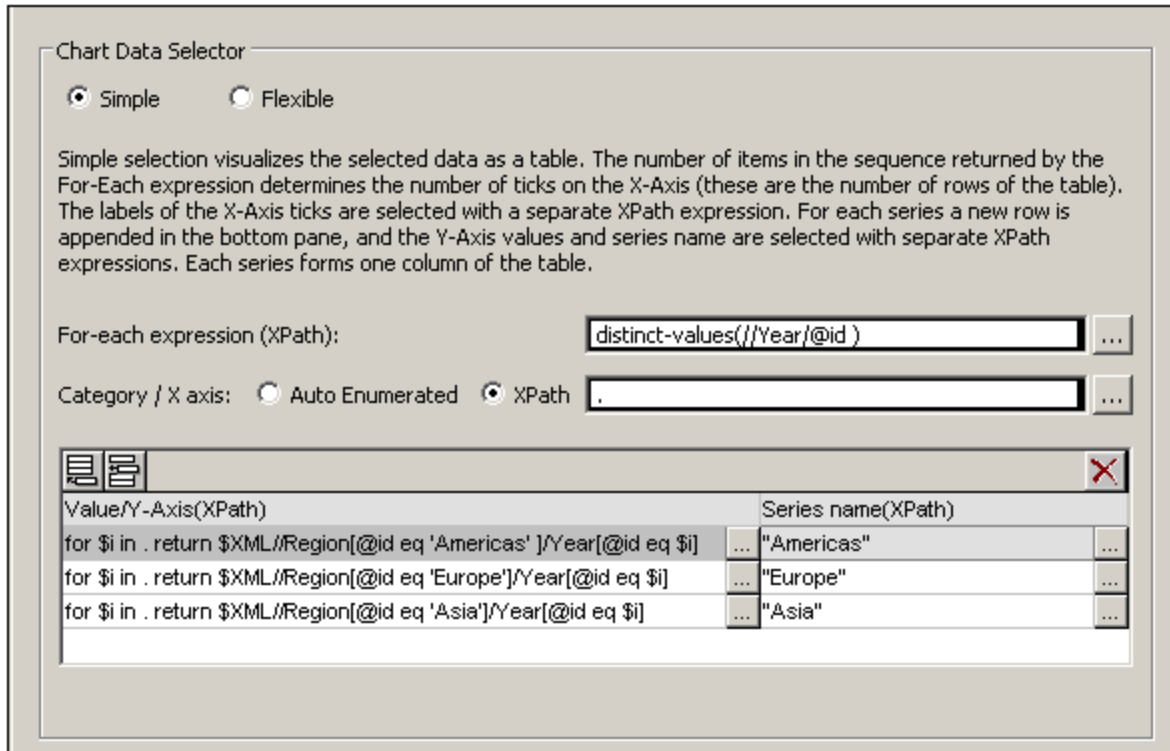 Chart Data Selector
Simple Flexible
Simple selection visualizes the selected data as a table. The number of items in the sequence returned by the
For-Each expression determines the number of ticks on the X-Axis (these are the number of rows of the table).
The labels of the X-Axis ticks are selected with a separate XPath expression. For each series a new row is
appended in the bottom pane, and the Y-Axis values and series name are selected with separate XPath
expressions. Each series forms one column of the table.
For-each expression (XPath): distinct-values(//Year/@id ) ...
Category / X axis: Auto Enumerated XPath . ...
Value/Y-Axis(XPath) Series name(XPath)
for $i in . return $XML//Region[@id eq 'Americas' ]/Year[@id eq $i] ... "Americas" ...
for $i in . return $XML//Region[@id eq 'Europe']/Year[@id eq $i] ... "Europe" ...
for $i in . return $XML//Region[@id eq 'Asia']/Year[@id eq $i] ... "Asia" ...